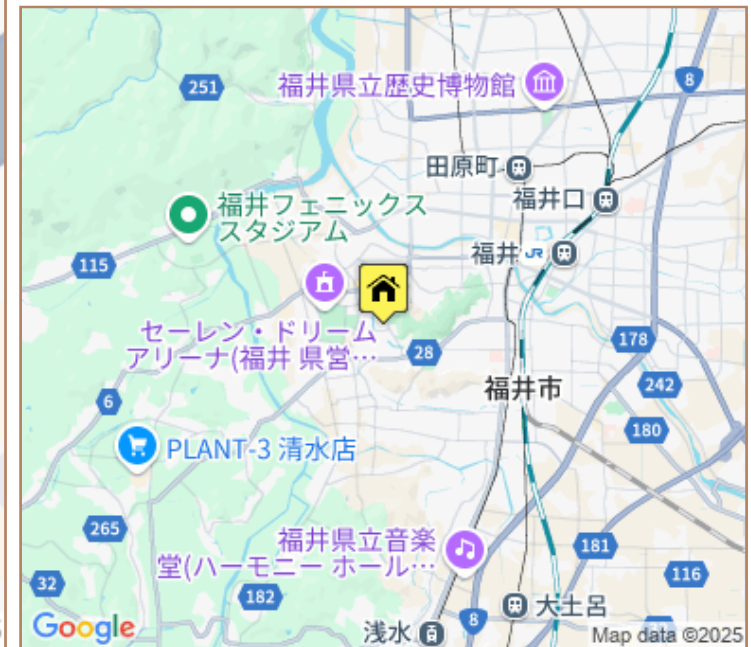 251
福井県立歴史博物館
8
田原町
福井口
福井フェニックス
スタジアム
福井
JR
115
セーレン・ドリーム
アリーナ(福井 県営…
28
178
福井市
242
6
180
PLANT-3 清水店
265
福井県立音楽
堂(ハーモニー ホール…
181
116
32
182
大土呂
8
浅水
Google
Map data ©2025